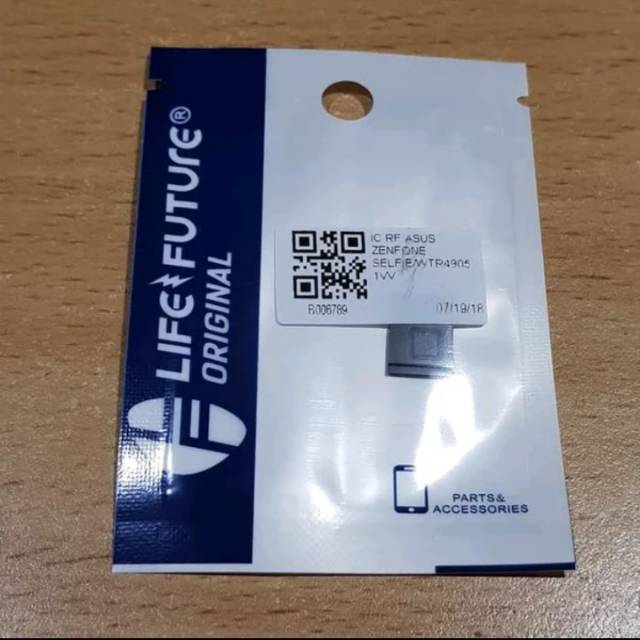 LIFE FUTURE®
ORIGINAL
IC RF ASUS
ZENFONE
SELFIE/WTR4905
1VV
R006789
07/19/18
PARTS&
ACCESSORIES